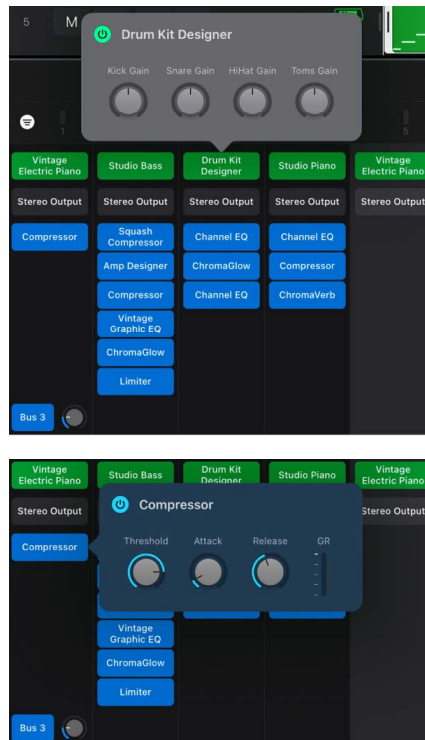 5
M
Drum Kit Designer
Kick Gain
Snare Gain
HiHat Gain
Toms Gain
1
5
Vintage
Electric Piano
Studio Bass
Drum Kit
Designer
Studio Piano
Vintage
Electric Piano
Stereo Output
Stereo Output
Stereo Output
Stereo Output
Stereo Output
Compressor
Squash
Compressor
Channel EQ
Channel EQ
Amp Designer
ChromaGlow
Compressor
Compressor
Channel EQ
ChromaVerb
Vintage
Graphic EQ
ChromaGlow
Limiter
Bus 3
Vintage
Electric Piano
Studio Bass
Drum Kit
Designer
Studio Piano
Vintage
Electric Piano
Stereo Output
Compressor
Stereo Output
Compressor
Threshold
Attack
Release
GR
Vintage
Graphic EQ
ChromaGlow
Limiter
Bus 3